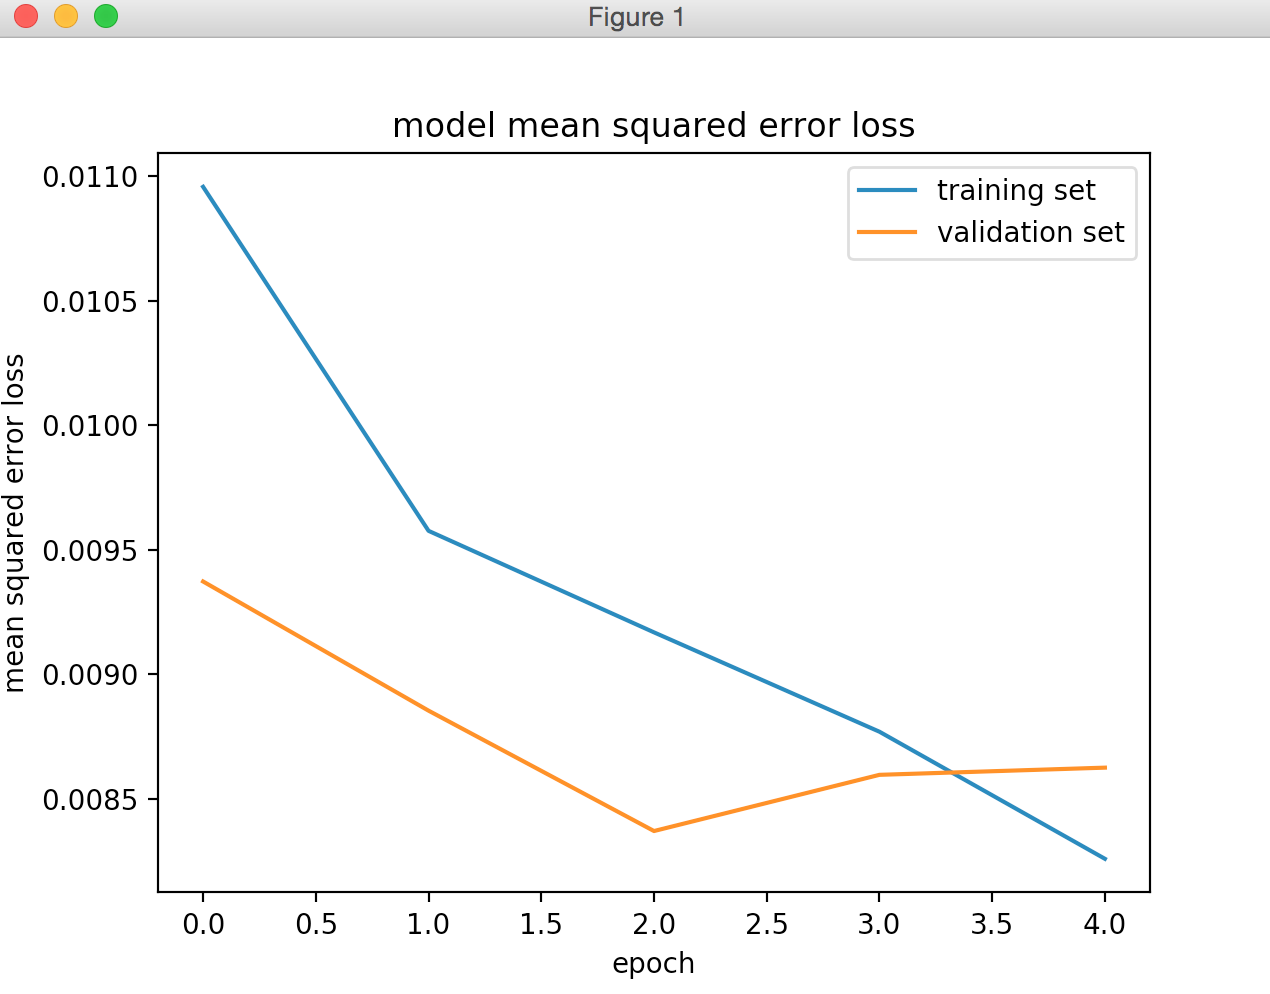 Figure 1
model mean squared error loss
training set
validation set
mean squared error loss
0.0110
0.0105
0.0100
0.0095
0.0090
0.0085
0.0 0.5 1.0 1.5 2.0 2.5 3.0 3.5 4.0
epoch